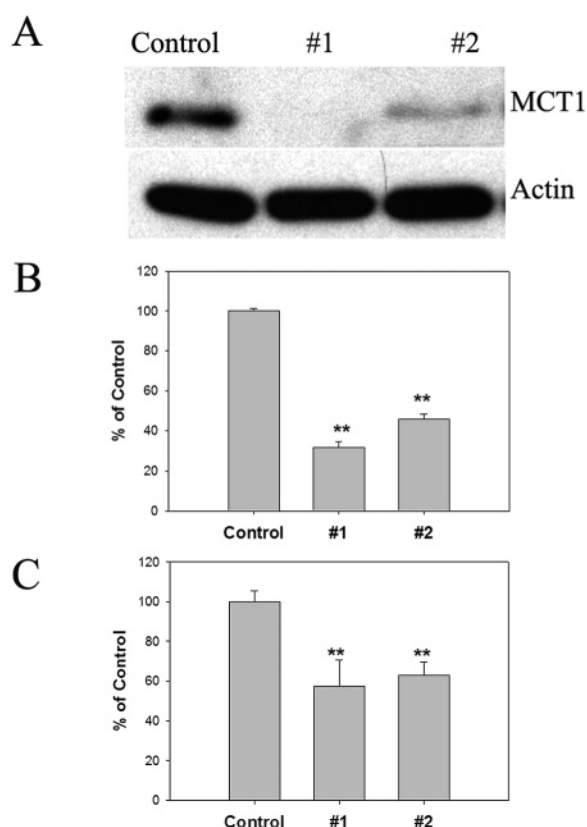 A
Control #1 #2
MCT1
Actin
B
120
100
80
60
40
20
0
% of Control
**
**
Control #1 #2
C
120
100
80
60
40
20
0
% of Control
**
**
Control #1 #2